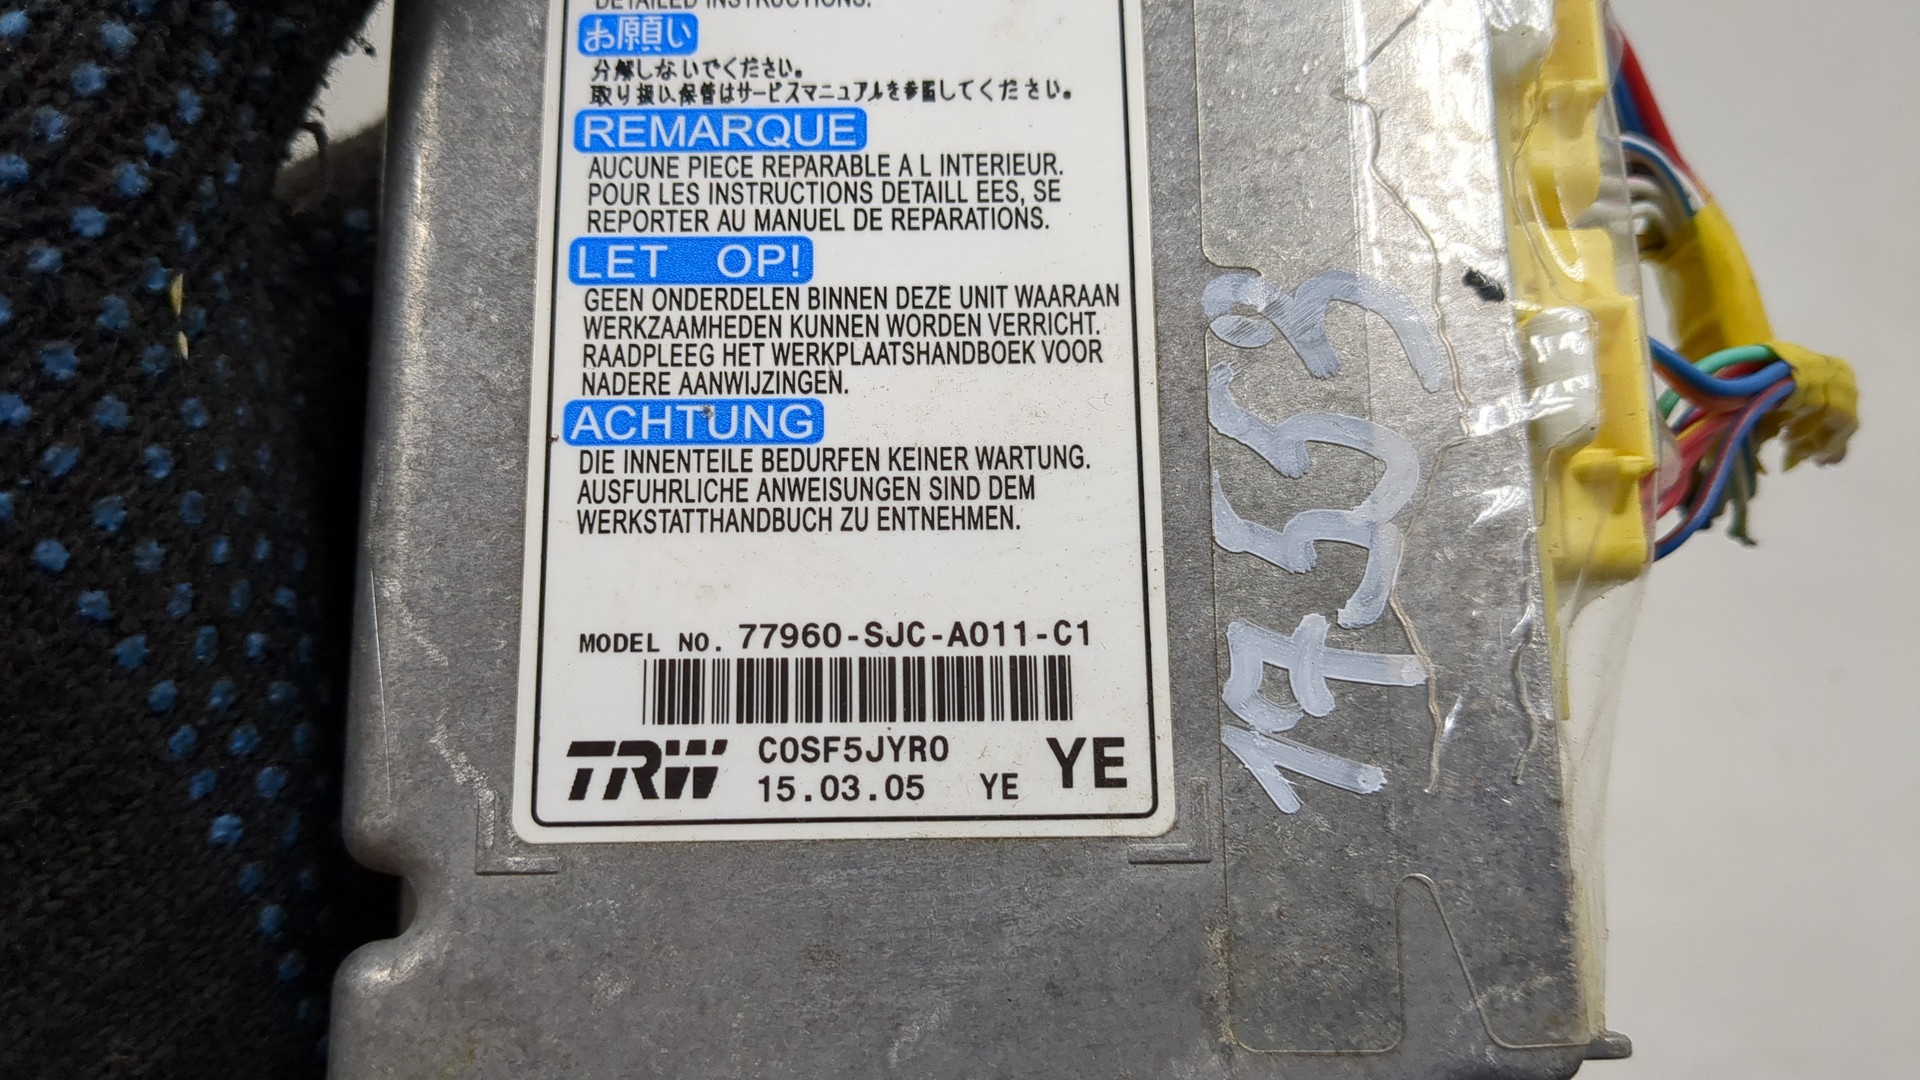 DETAILED INSTRUCTIONS.
お願い
分解しないでください。
取り扱い保管はサービスマニュアルを参照してください。
REMARQUE
AUCUNE PIECE REPARABLE A L INTERIEUR.
POUR LES INSTRUCTIONS DETAILL EES, SE
REPORTER AU MANUEL DE REPARATIONS.
LET OP!
GEEN ONDERDELEN BINNEN DEZE UNIT WAARAAN
WERKZAAMHEDEN KUNNEN WORDEN VERRICHT.
RAADPLEEG HET WERKPLAATSHANDBOEK VOOR
NADERE AANWIJZINGEN.
ACHTUNG
DIE INNENTEILE BEDURFEN KEINER WARTUNG.
AUSFUHRLICHE ANWEISUNGEN SIND DEM
WERKSTATTHANDBUCH ZU ENTNEHMEN.
MODEL NO. 77960-SJC-A011-C1
TRW C0SF5JYR0 YE
15.03.05 YE